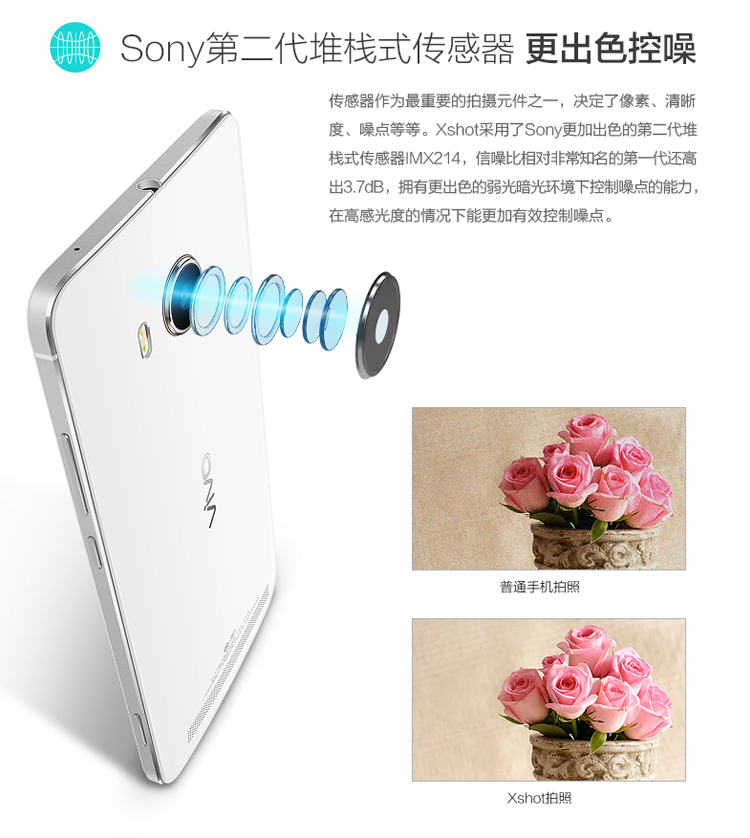 Sony第二代堆栈式传感器 更出色控噪
传感器作为最重要的拍摄元件之一，决定了像素、清晰
度、噪点等等。Xshot采用了Sony更加出色的第二代堆
栈式传感器IMX214，信噪比相对非常知名的第一代还高
出3.7dB，拥有更出色的弱光暗光环境下控制噪点的能力，
在高感光度的情况下能更加有效控制噪点。
vivo
普通手机拍照
Xshot拍照